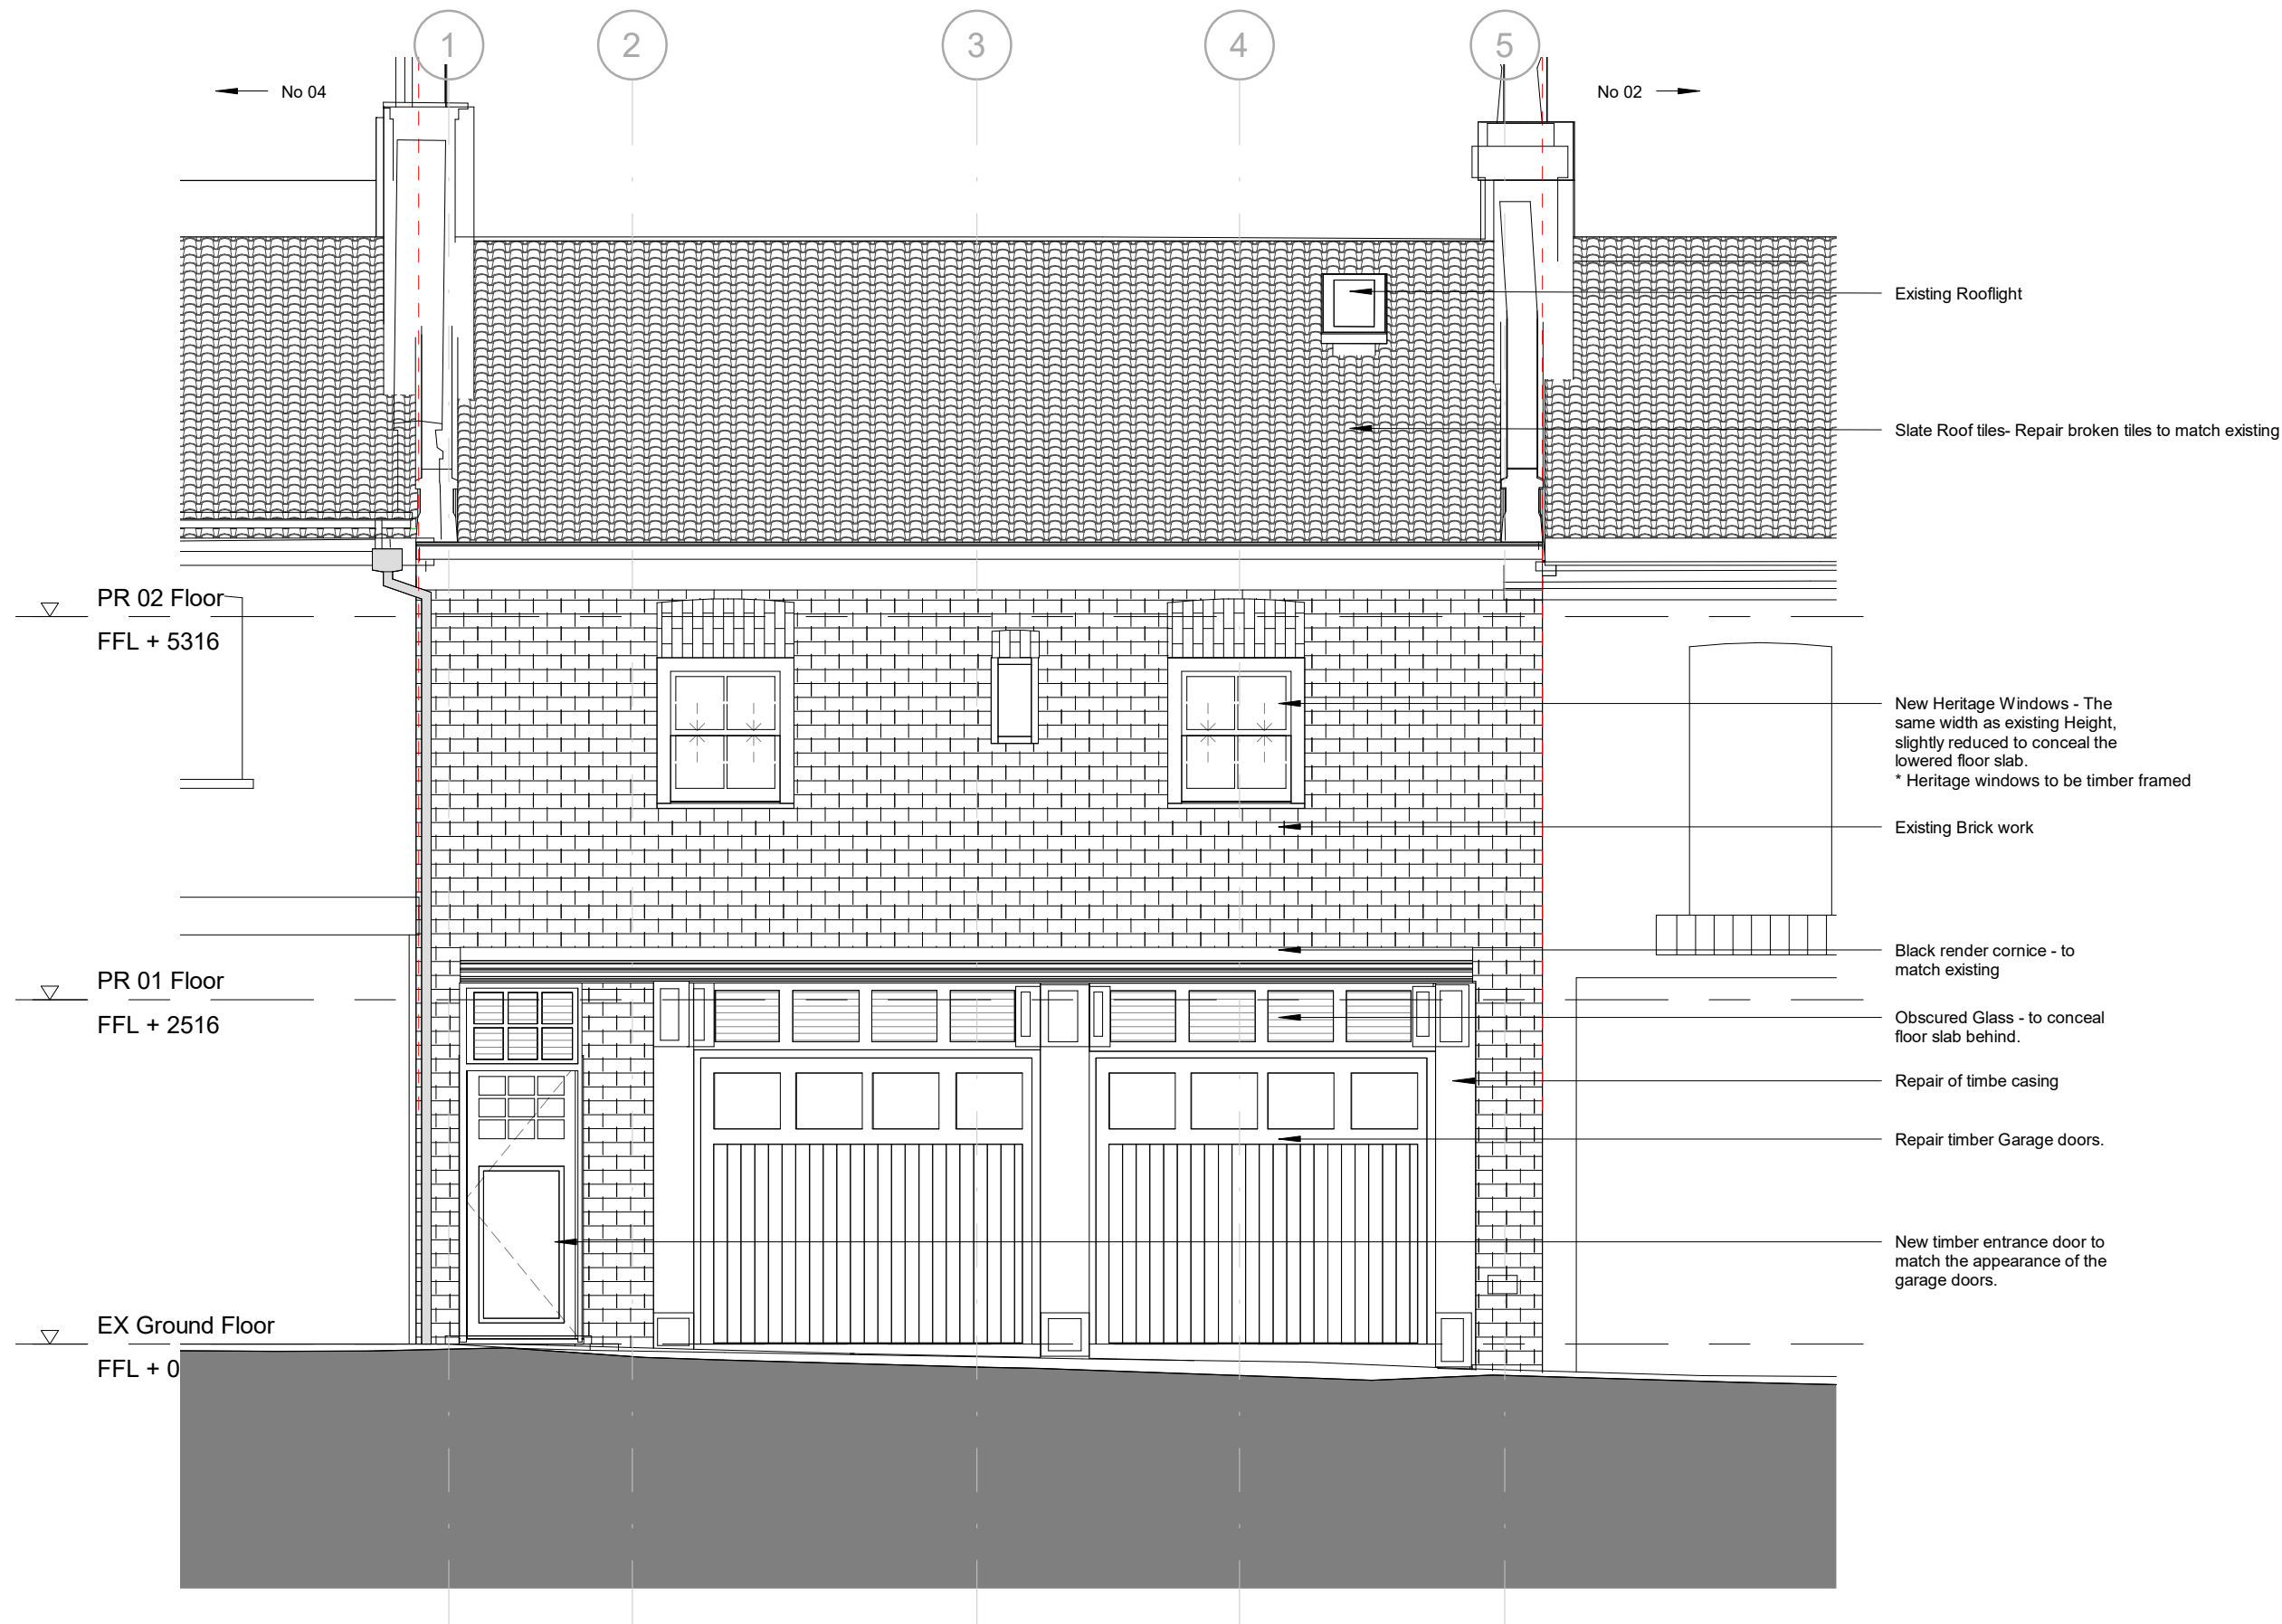 1
2
3
4
5
No 04
No 02
Existing Rooflight
Slate Roof tiles- Repair broken tiles to match existing
PR 02 Floor
FFL + 5316
New Heritage Windows - The
same width as existing Height,
slightly reduced to conceal the
lowered floor slab.
* Heritage windows to be timber framed
Existing Brick work
Black render cornice - to
match existing
PR 01 Floor
FFL + 2516
Obscured Glass - to conceal
floor slab behind.
Repair of timbe casing
Repair timber Garage doors.
New timber entrance door to
match the appearance of the
garage doors.
EX Ground Floor
FFL + 0